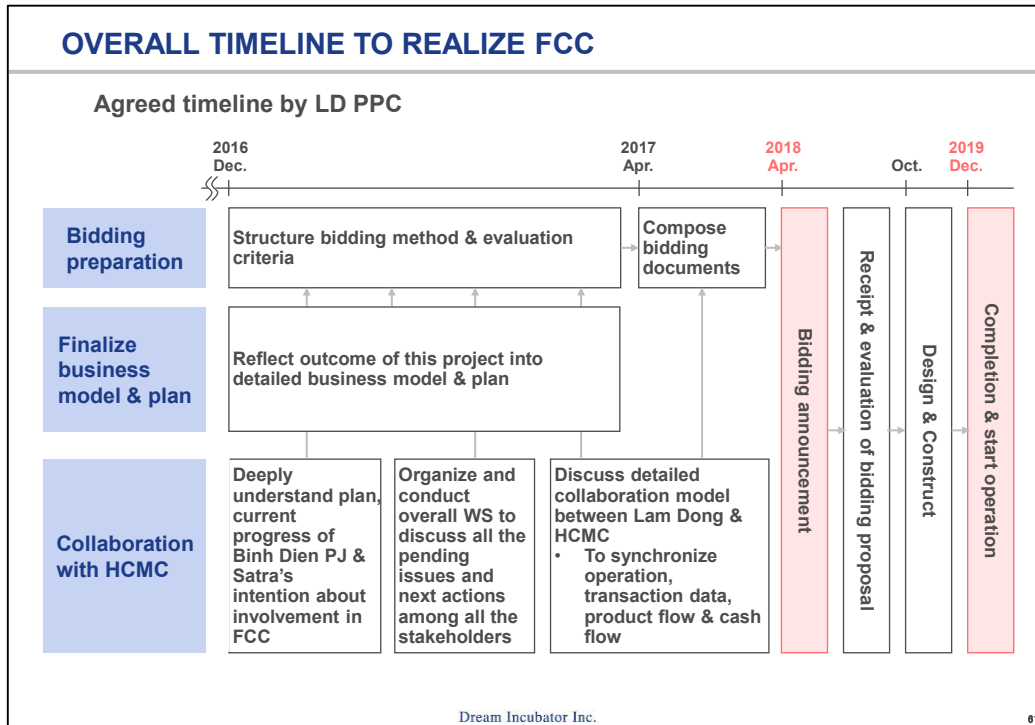 OVERALL TIMELINE TO REALIZE FCC
Agreed timeline by LD PPC
2016
Dec.
2017
Apr.
2018
Apr.
Oct.
2019
Dec.
Bidding
preparation
Structure bidding method & evaluation
criteria
Compose
bidding
documents
Finalize
business
model & plan
Reflect outcome of this project into
detailed business model & plan
Collaboration
with HCMC
Deeply
understand plan,
current
progress of
Binh Dien PJ &
Satra's
intention about
involvement in
FCC
Organize and
conduct
overall WS to
discuss all the
pending
issues and
next actions
among all the
stakeholders
Discuss detailed
collaboration model
between Lam Dong &
HCMC
• To synchronize
operation,
transaction data,
product flow & cash
flow
Bidding announcement
Receipt & evaluation of bidding proposal
Design & Construct
Completion & start operation
Dream Incubator Inc.